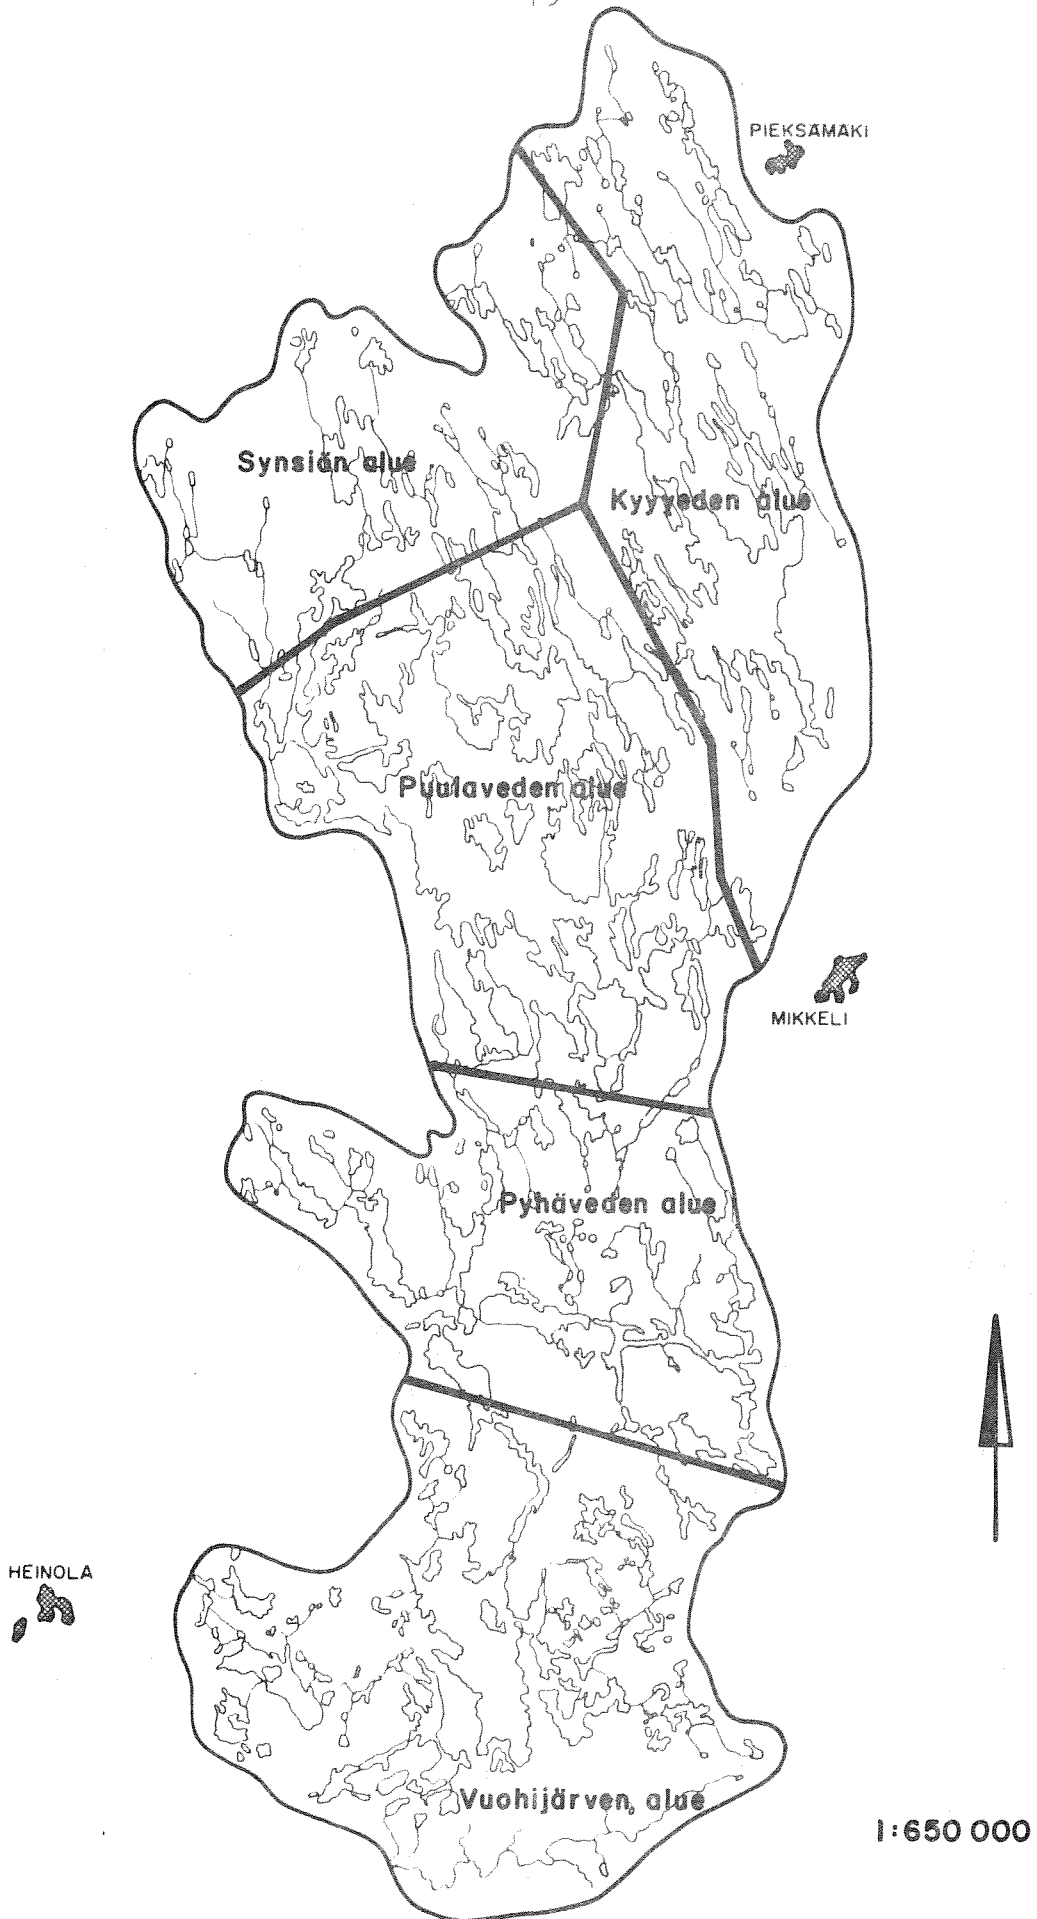 PIEKSÄMÄKI
Synsiän alue
Kyyveden alue
Puulaveden alue
MIKKELI
Pyhäveden alue
HEINOLA
Vuohijärven alue
1:650 000